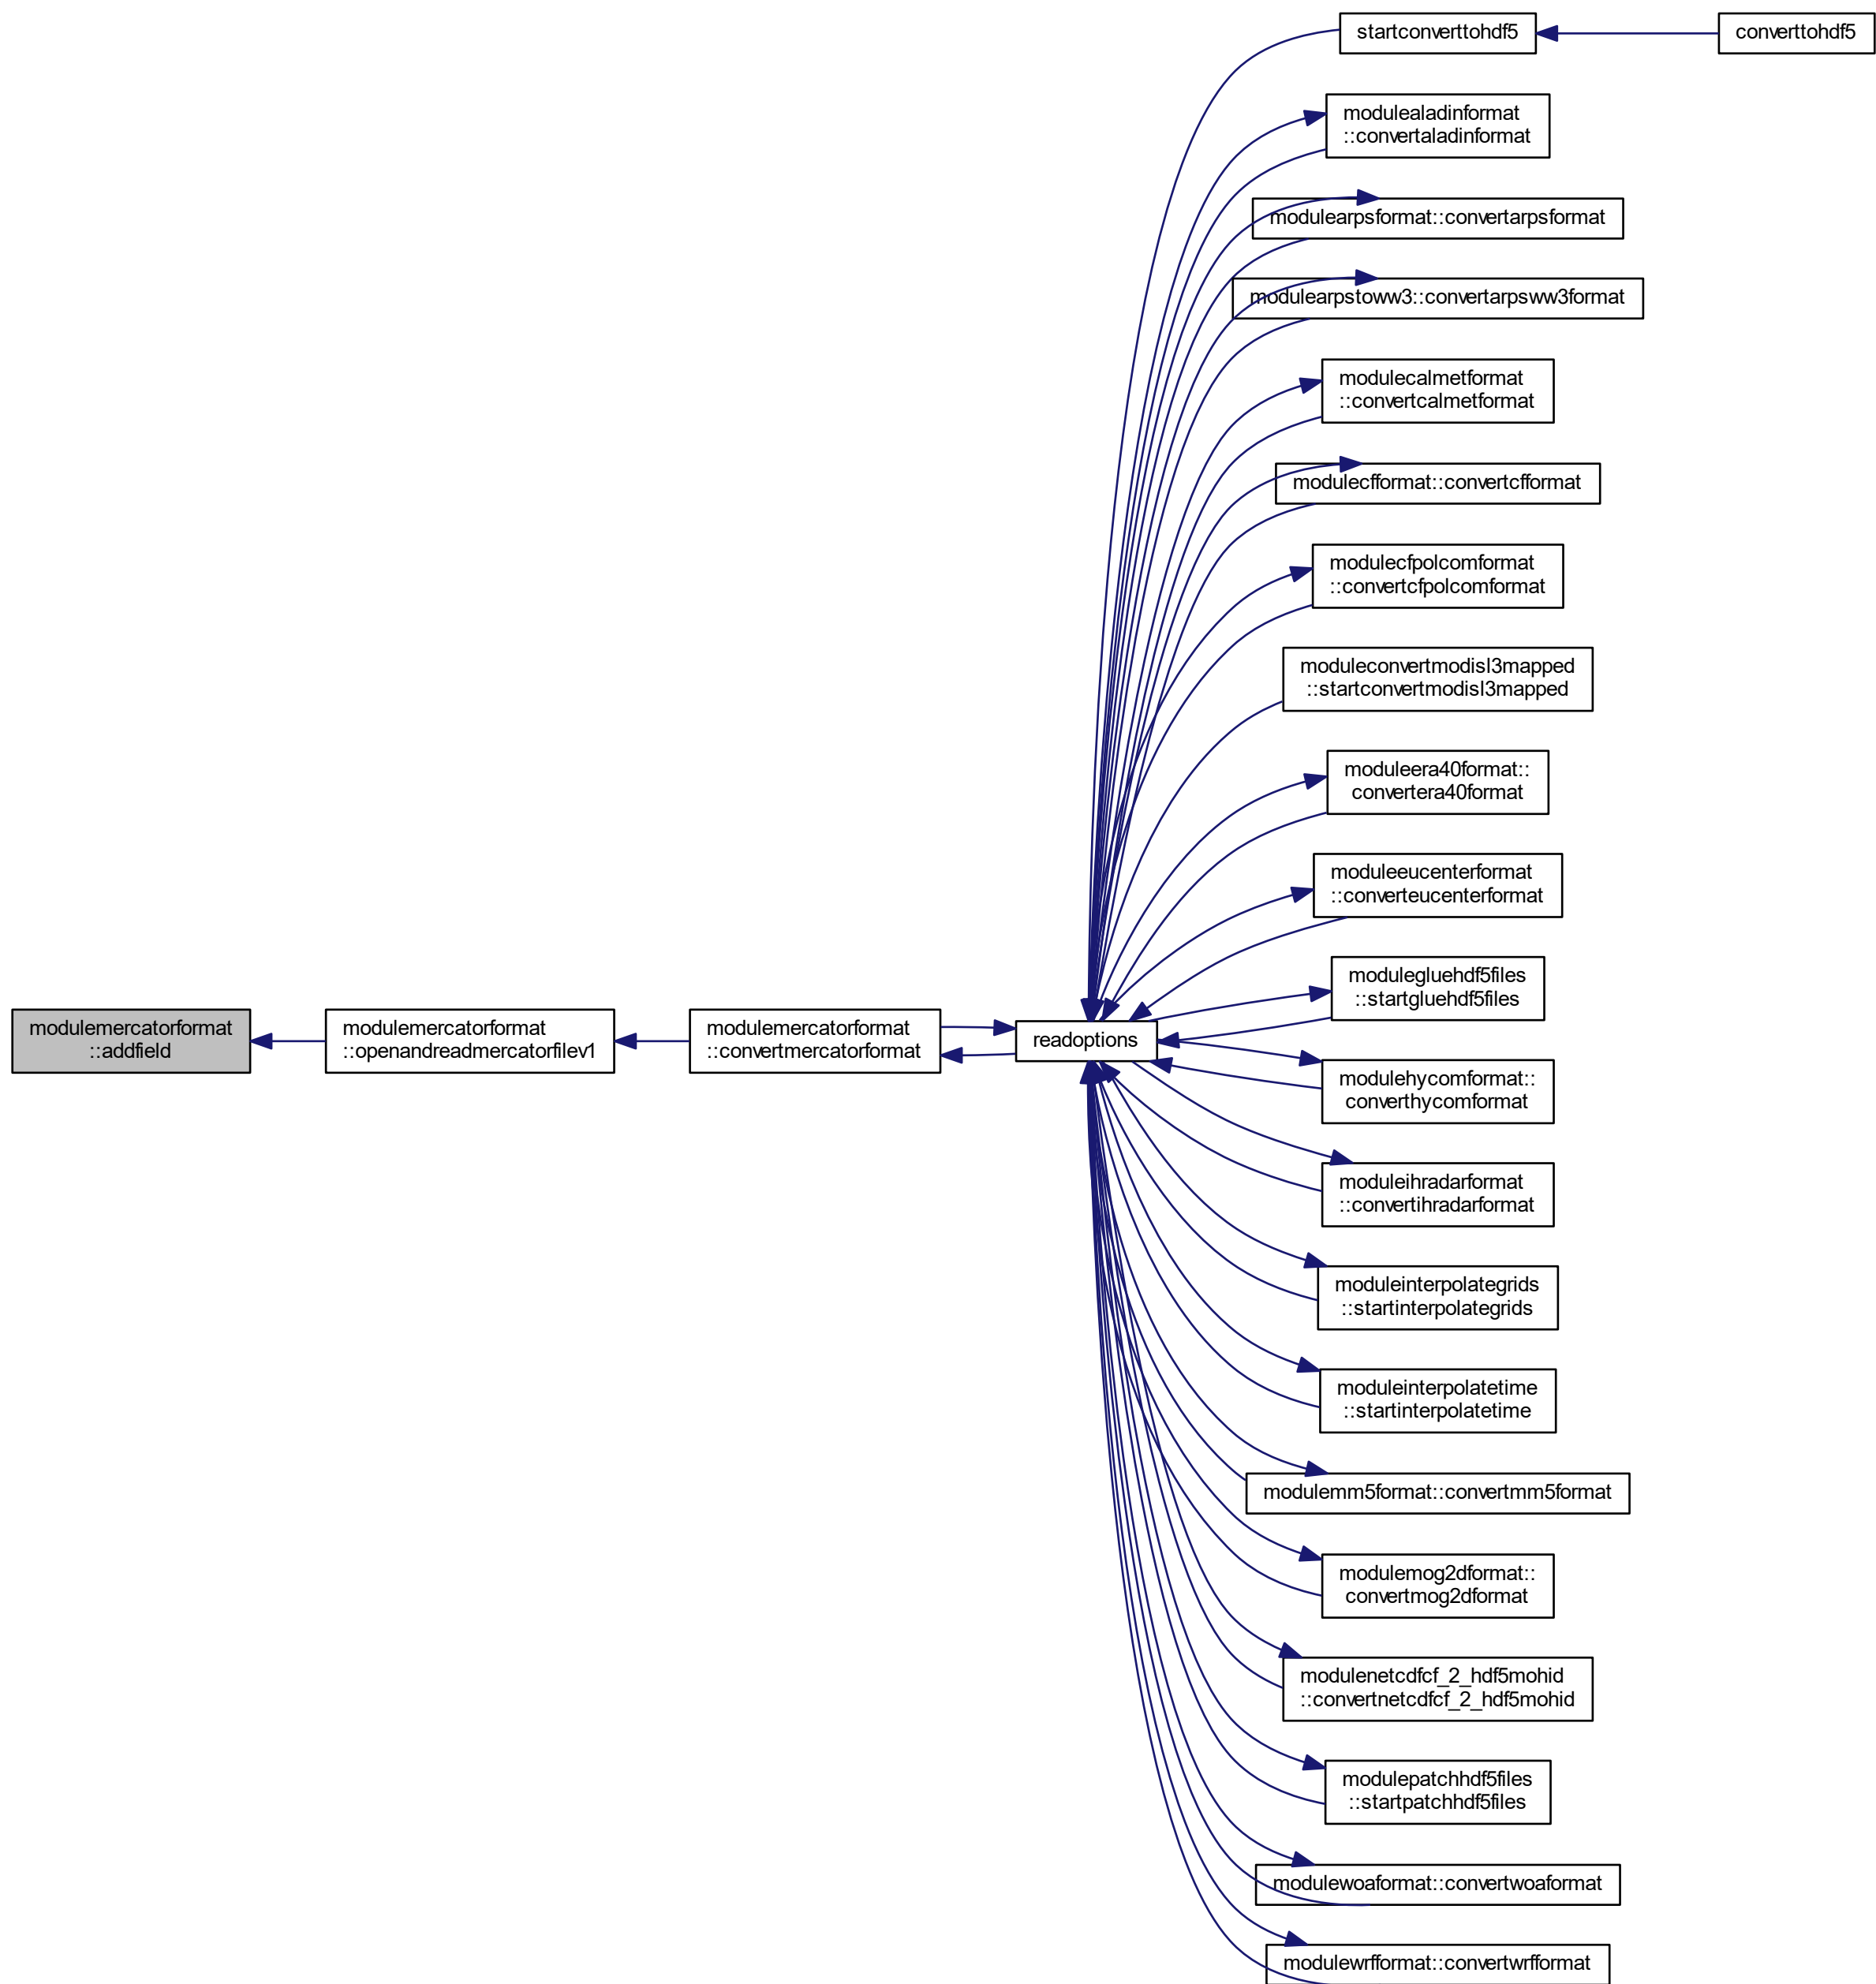 startconverttohdf5
converttohdf5
modulealadinformat
::convertaladinformat
modulearpsformat::convertarpsformat
modulearpstoww3::convertarpsww3format
modulecalmetformat
::convertcalmetformat
modulecfformat::convertcfformat
modulecfpolcomformat
::convertcfpolcomformat
moduleconvertmodisl3mapped
::startconvertmodisl3mapped
moduleera40format::
convertera40format
moduleeucenterformat
::converteucenterformat
modulegluehdf5files
::startgluehdf5files
modulemercatorformat
::addfield
modulemercatorformat
::openandreadmercatorfilev1
modulemercatorformat
::convertmercatorformat
readoptions
modulehycomformat::
converthycomformat
moduleihradarformat
::convertihradarformat
moduleinterpolategrids
::startinterpolategrids
moduleinterpolatetime
::startinterpolatetime
modulemm5format::convertmm5format
modulemog2dformat::
convertmog2dformat
modulenetcdfcf_2_hdf5mohid
::convertnetcdfcf_2_hdf5mohid
modulepatchhdf5files
::startpatchhdf5files
modulewoaformat::convertwoaformat
modulewrfformat::convertwrfformat